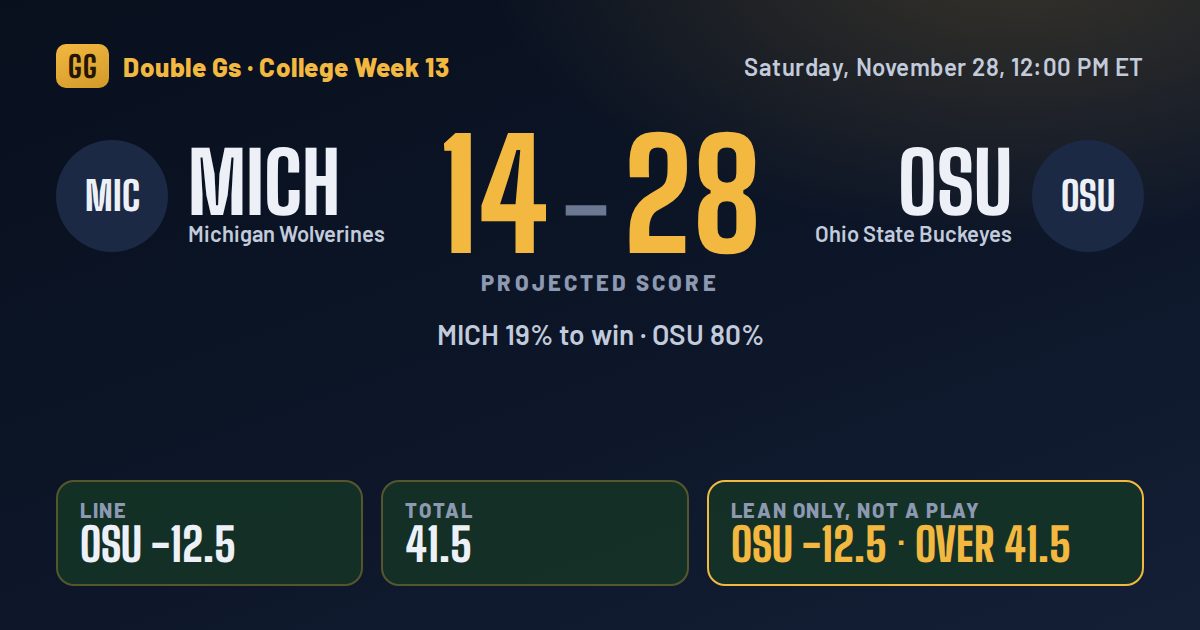 GG Double Gs · College Week 13
Saturday, November 28, 12:00 PM ET
MIC MICH
Michigan Wolverines
14 – 28
PROJECTED SCORE
OSU OSU
Ohio State Buckeyes
MICH 19% to win · OSU 80%
LINE
OSU −12.5
TOTAL
41.5
LEAN ONLY, NOT A PLAY
OSU −12.5 · OVER 41.5